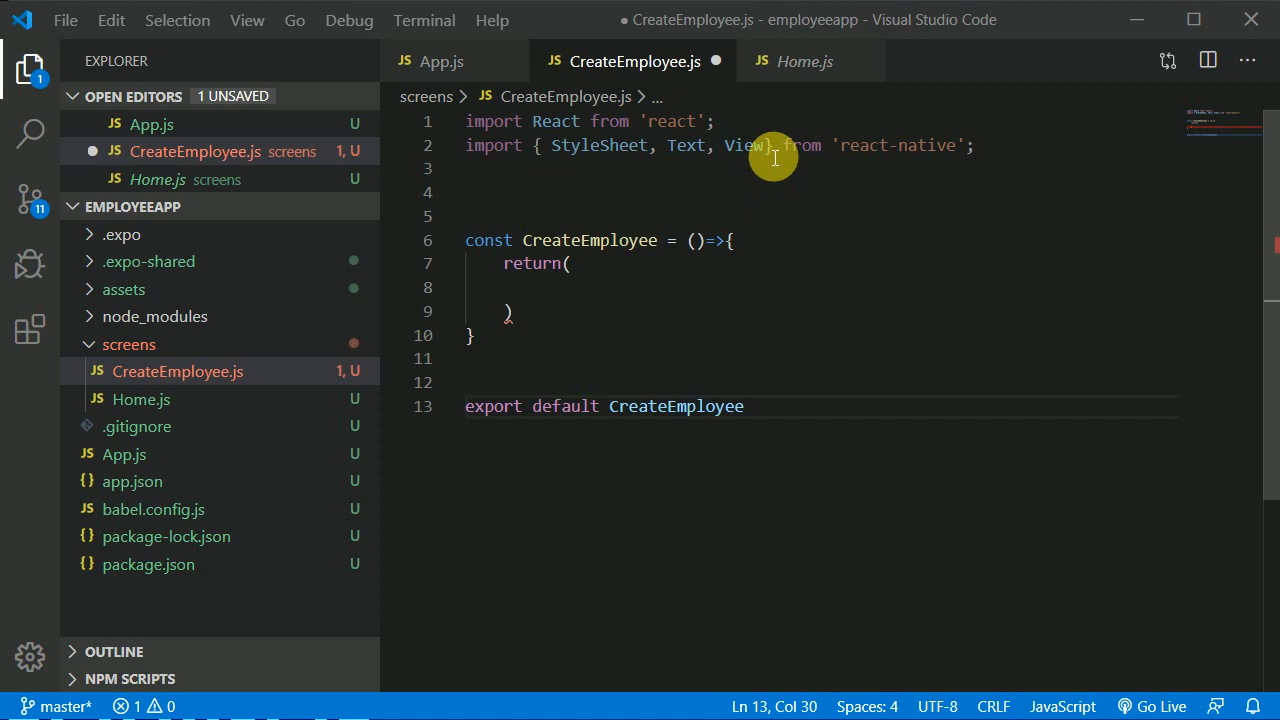 File Edit Selection View Go Debug Terminal Help ● CreateEmployee.js - employeeapp - Visual Studio Code
EXPLORER
OPEN EDITORS 1 UNSAVED
JS App.js U
JS CreateEmployee.js screens 1, U
JS Home.js screens U
EMPLOYEEAPP
.expo
.expo-shared
assets
node_modules
screens
JS CreateEmployee.js 1, U
JS Home.js U
.gitignore U
JS App.js U
{} app.json U
JS babel.config.js U
{} package-lock.json U
{} package.json U
OUTLINE
NPM SCRIPTS
1
11
JS App.js JS CreateEmployee.js JS Home.js
screens > JS CreateEmployee.js > ...
1 import React from 'react';
2 import { StyleSheet, Text, View} from 'react-native';
3
4
5
6 const CreateEmployee = ()=>{
7 return(
8
9 )
10 }
11
12
13 export default CreateEmployee
master* 1 0 Ln 13, Col 30 Spaces: 4 UTF-8 CRLF JavaScript Go Live